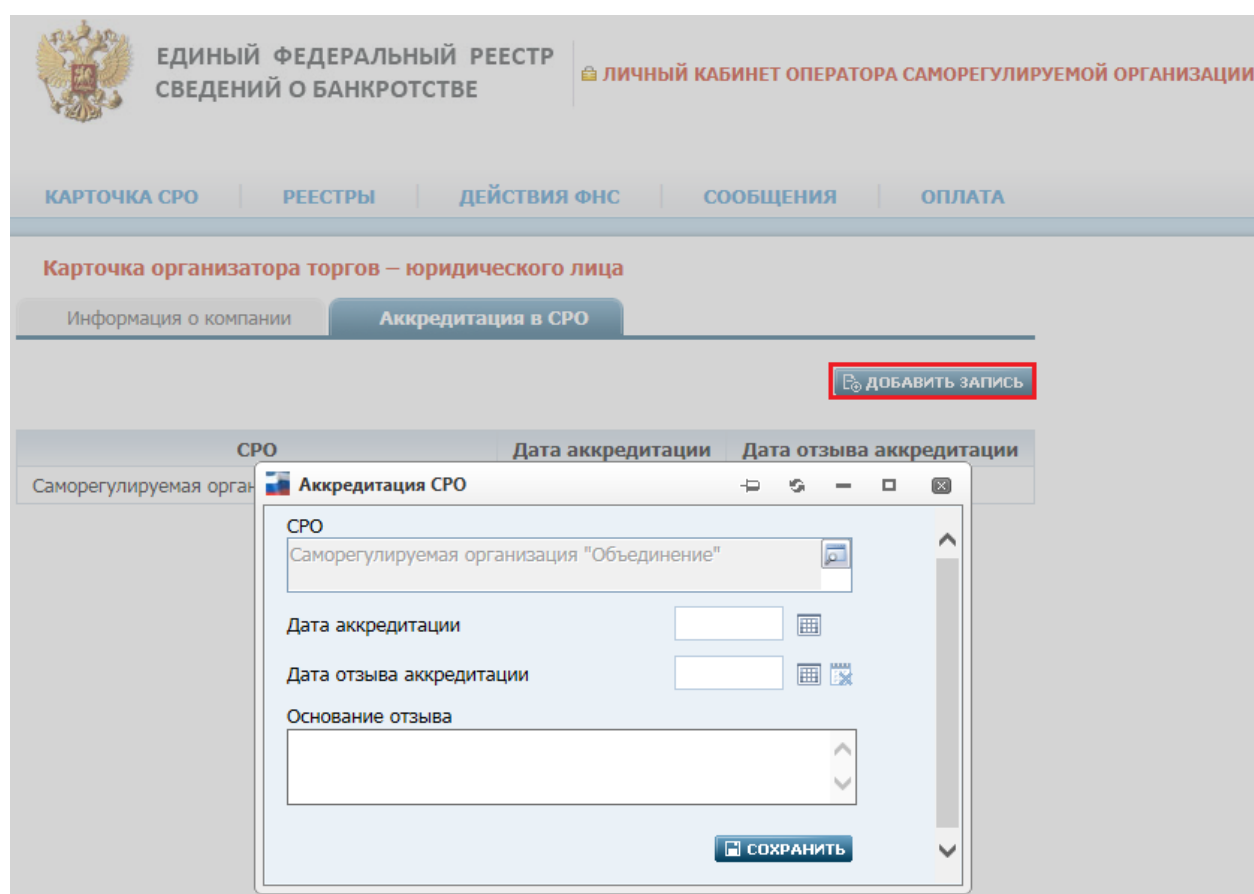 ЕДИНЫЙ ФЕДЕРАЛЬНЫЙ РЕЕСТР
СВЕДЕНИЙ О БАНКРОТСТВЕ
ЛИЧНЫЙ КАБИНЕТ ОПЕРАТОРА САМОРЕГУЛИРУЕМОЙ ОРГАНИЗАЦИИ
КАРТОЧКА СРО РЕЕСТРЫ ДЕЙСТВИЯ ФНС СООБЩЕНИЯ ОПЛАТА
Карточка организатора торгов – юридического лица
Информация о компании Аккредитация в СРО
ДОБАВИТЬ ЗАПИСЬ
СРО Дата аккредитации Дата отзыва аккредитации
Саморегулируемая орган
Аккредитация СРО
СРО
Саморегулируемая организация "Объединение"
Дата аккредитации
Дата отзыва аккредитации
Основание отзыва
СОХРАНИТЬ